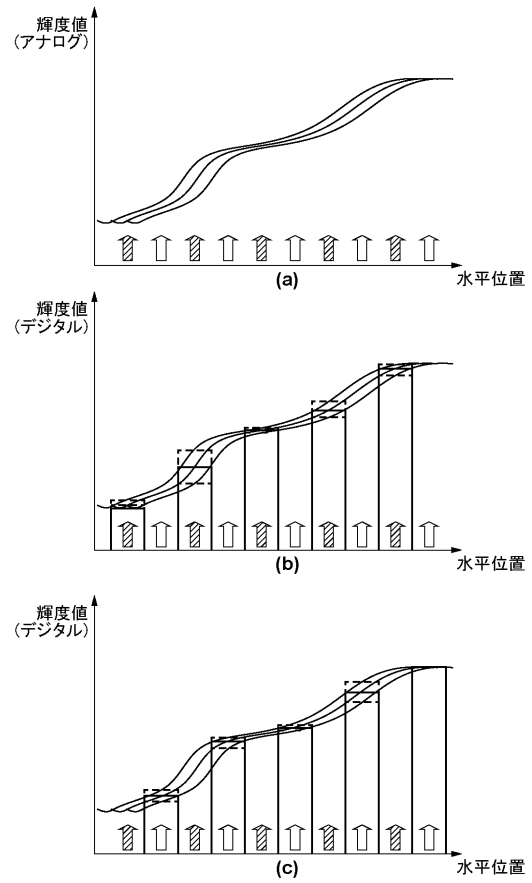 輝度値
(アナログ)
水平位置
(a)
輝度値
(デジタル)
水平位置
(b)
輝度値
(デジタル)
水平位置
(c)